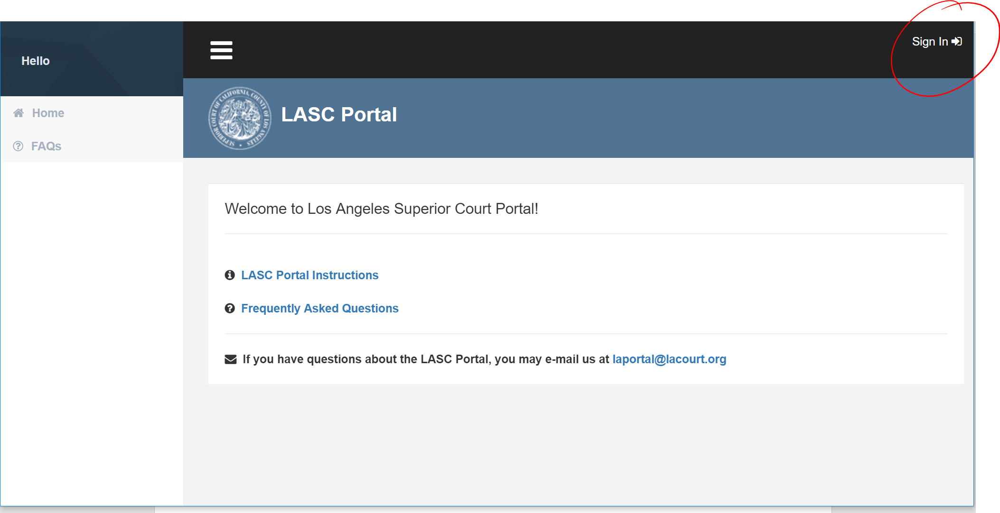 Sign In
Hello
Home
FAQs
SUPERIOR COURT OF CALIFORNIA, COUNTY OF LOS ANGELES
LASC Portal
Welcome to Los Angeles Superior Court Portal!
LASC Portal Instructions
Frequently Asked Questions
If you have questions about the LASC Portal, you may e-mail us at laportal@lacourt.org